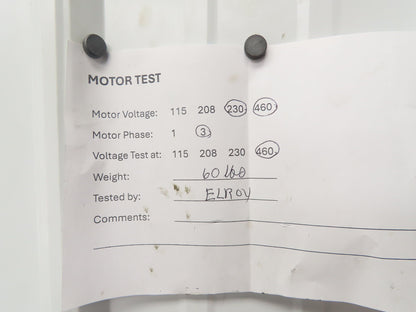 MOTOR TEST
Motor Voltage: 115 208 230 460
Motor Phase: 1 3
Voltage Test at: 115 208 230 460
Weight: 60 lbs
Tested by: ELROY
Comments: